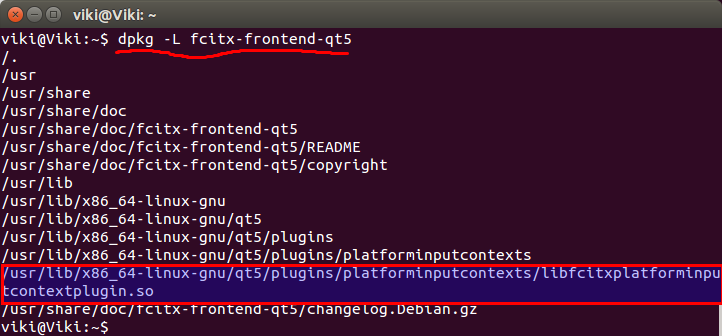 viki@Viki: ~
viki@Viki:~$ dpkg -L fcitx-frontend-qt5
/.
/usr
/usr/share
/usr/share/doc
/usr/share/doc/fcitx-frontend-qt5
/usr/share/doc/fcitx-frontend-qt5/README
/usr/share/doc/fcitx-frontend-qt5/copyright
/usr/lib
/usr/lib/x86_64-linux-gnu
/usr/lib/x86_64-linux-gnu/qt5
/usr/lib/x86_64-linux-gnu/qt5/plugins
/usr/lib/x86_64-linux-gnu/qt5/plugins/platforminputcontexts
/usr/lib/x86_64-linux-gnu/qt5/plugins/platforminputcontexts/libfcitxplatforminpu
tcontextplugin.so
/usr/share/doc/fcitx-frontend-qt5/changelog.Debian.gz
viki@Viki:~$